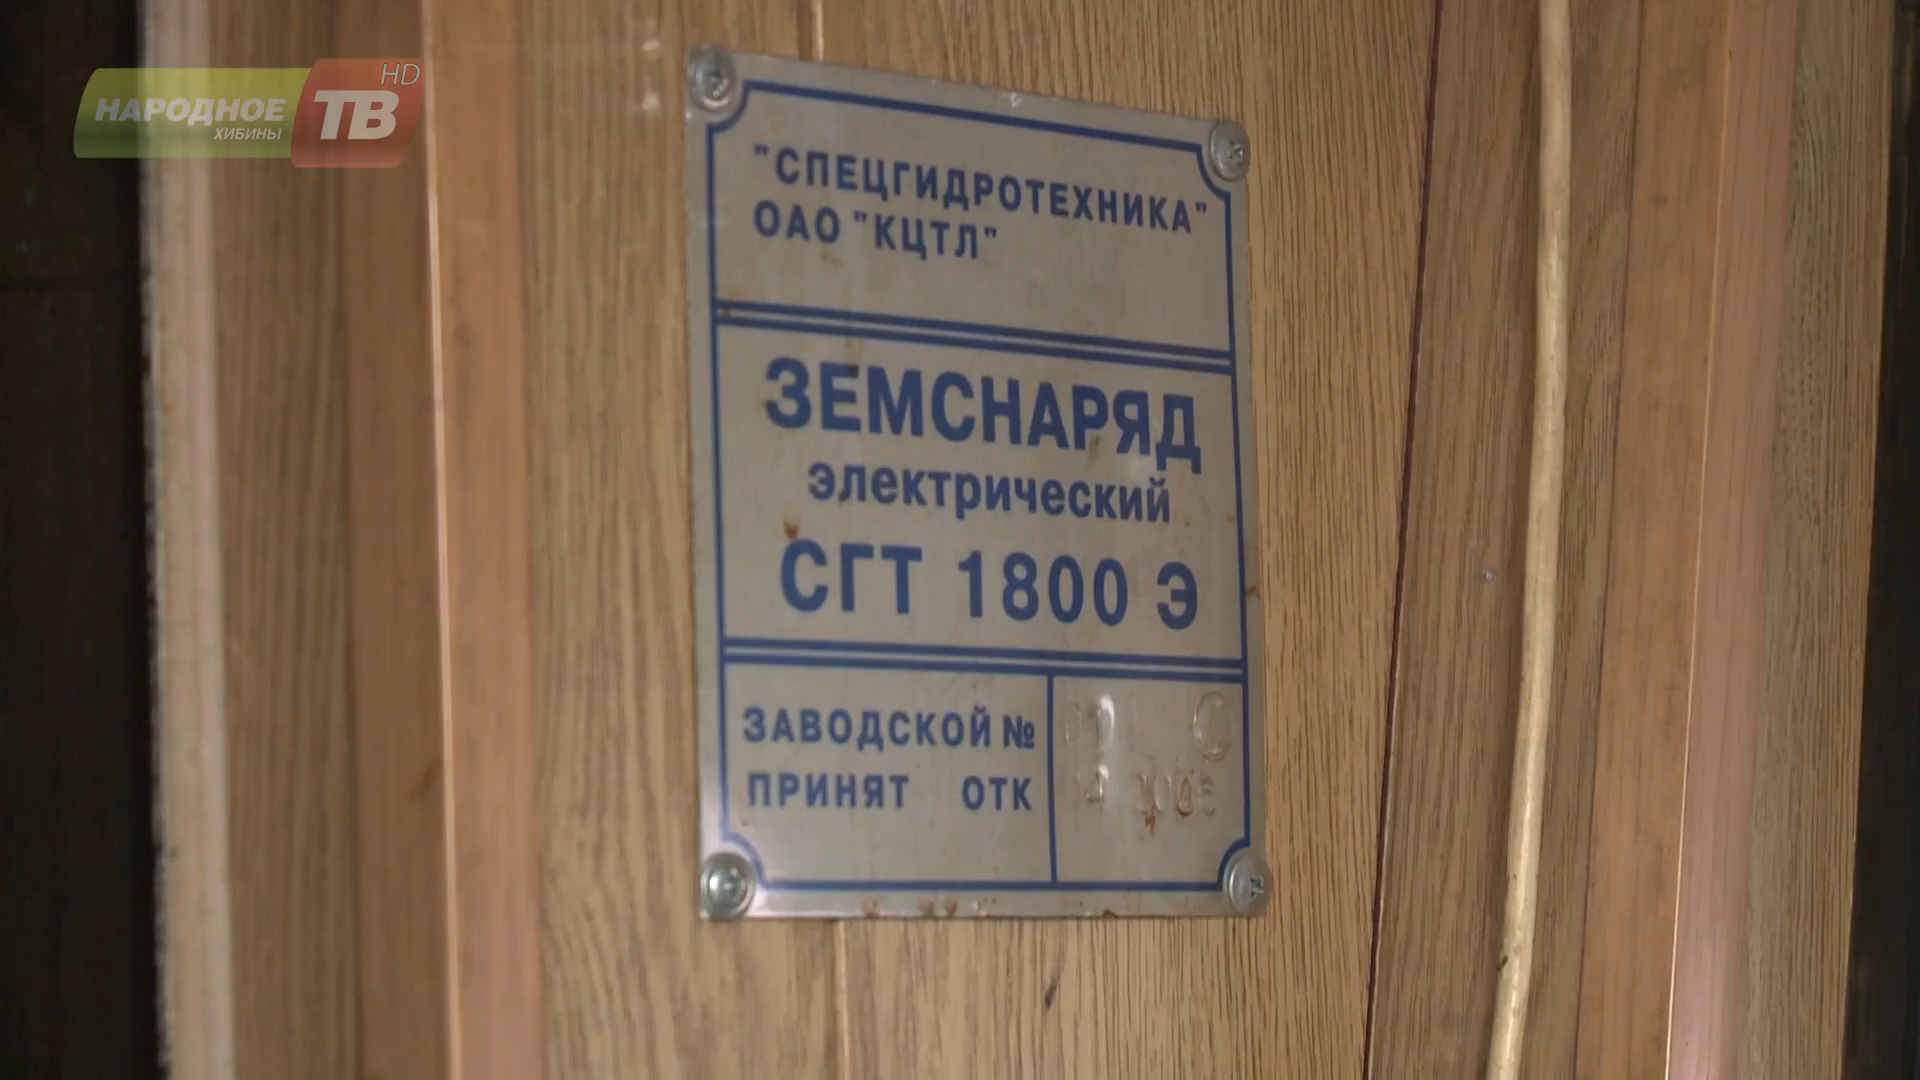 НАРОДНОЕ ТВ HD
ХИБИНЫ
"СПЕЦГИДРОТЕХНИКА"
ОАО "КЦТЛ"
ЗЕМСНАРЯД
электрический
СГТ 1800 Э
ЗАВОДСКОЙ №
ПРИНЯТ ОТК